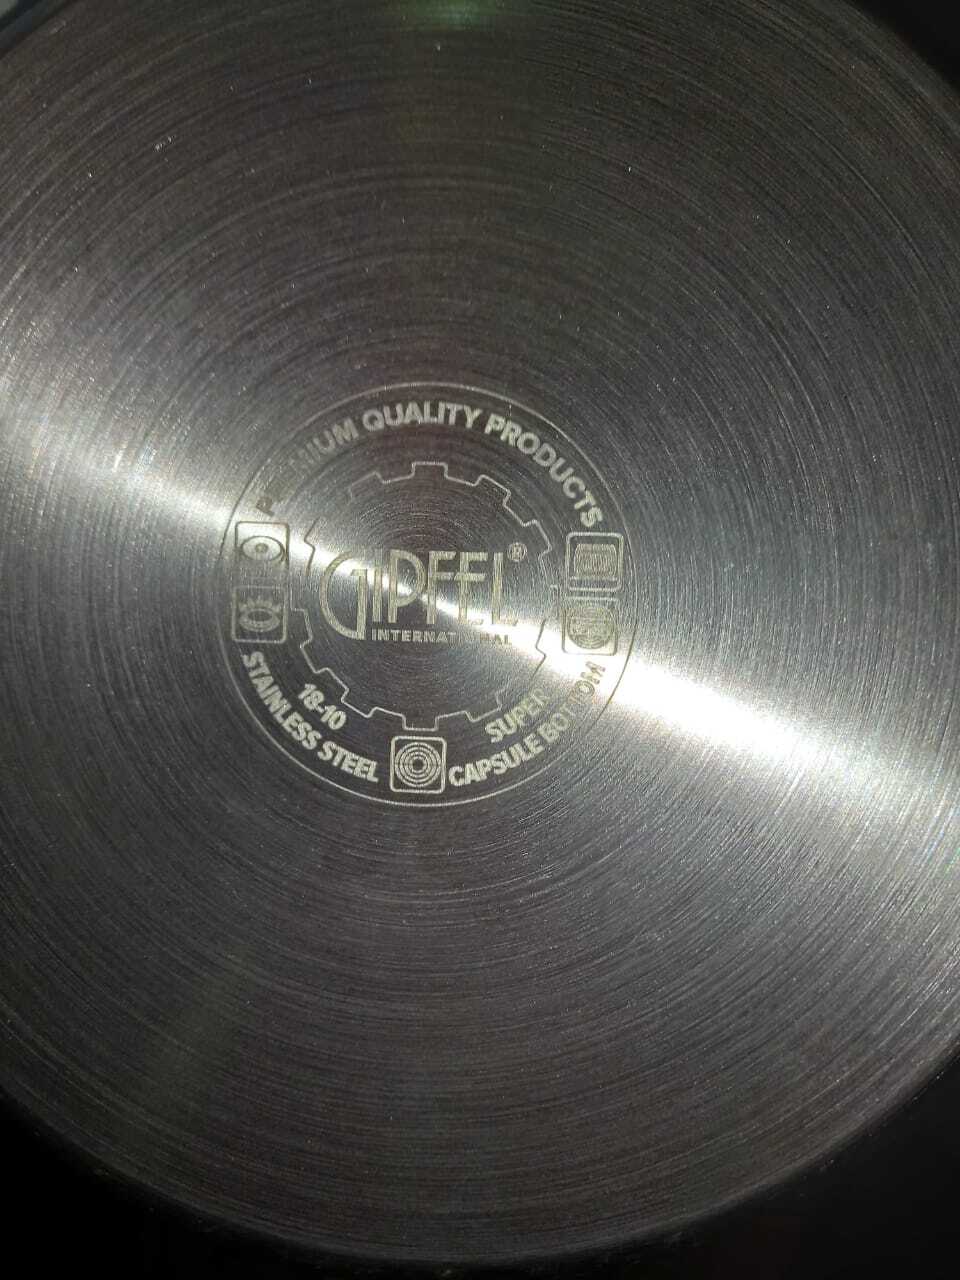 PREMIUM QUALITY PRODUCTS
GIPFEL®
INTERNATIONAL
18-10
STAINLESS STEEL
SUPER
CAPSULE BOTTOM